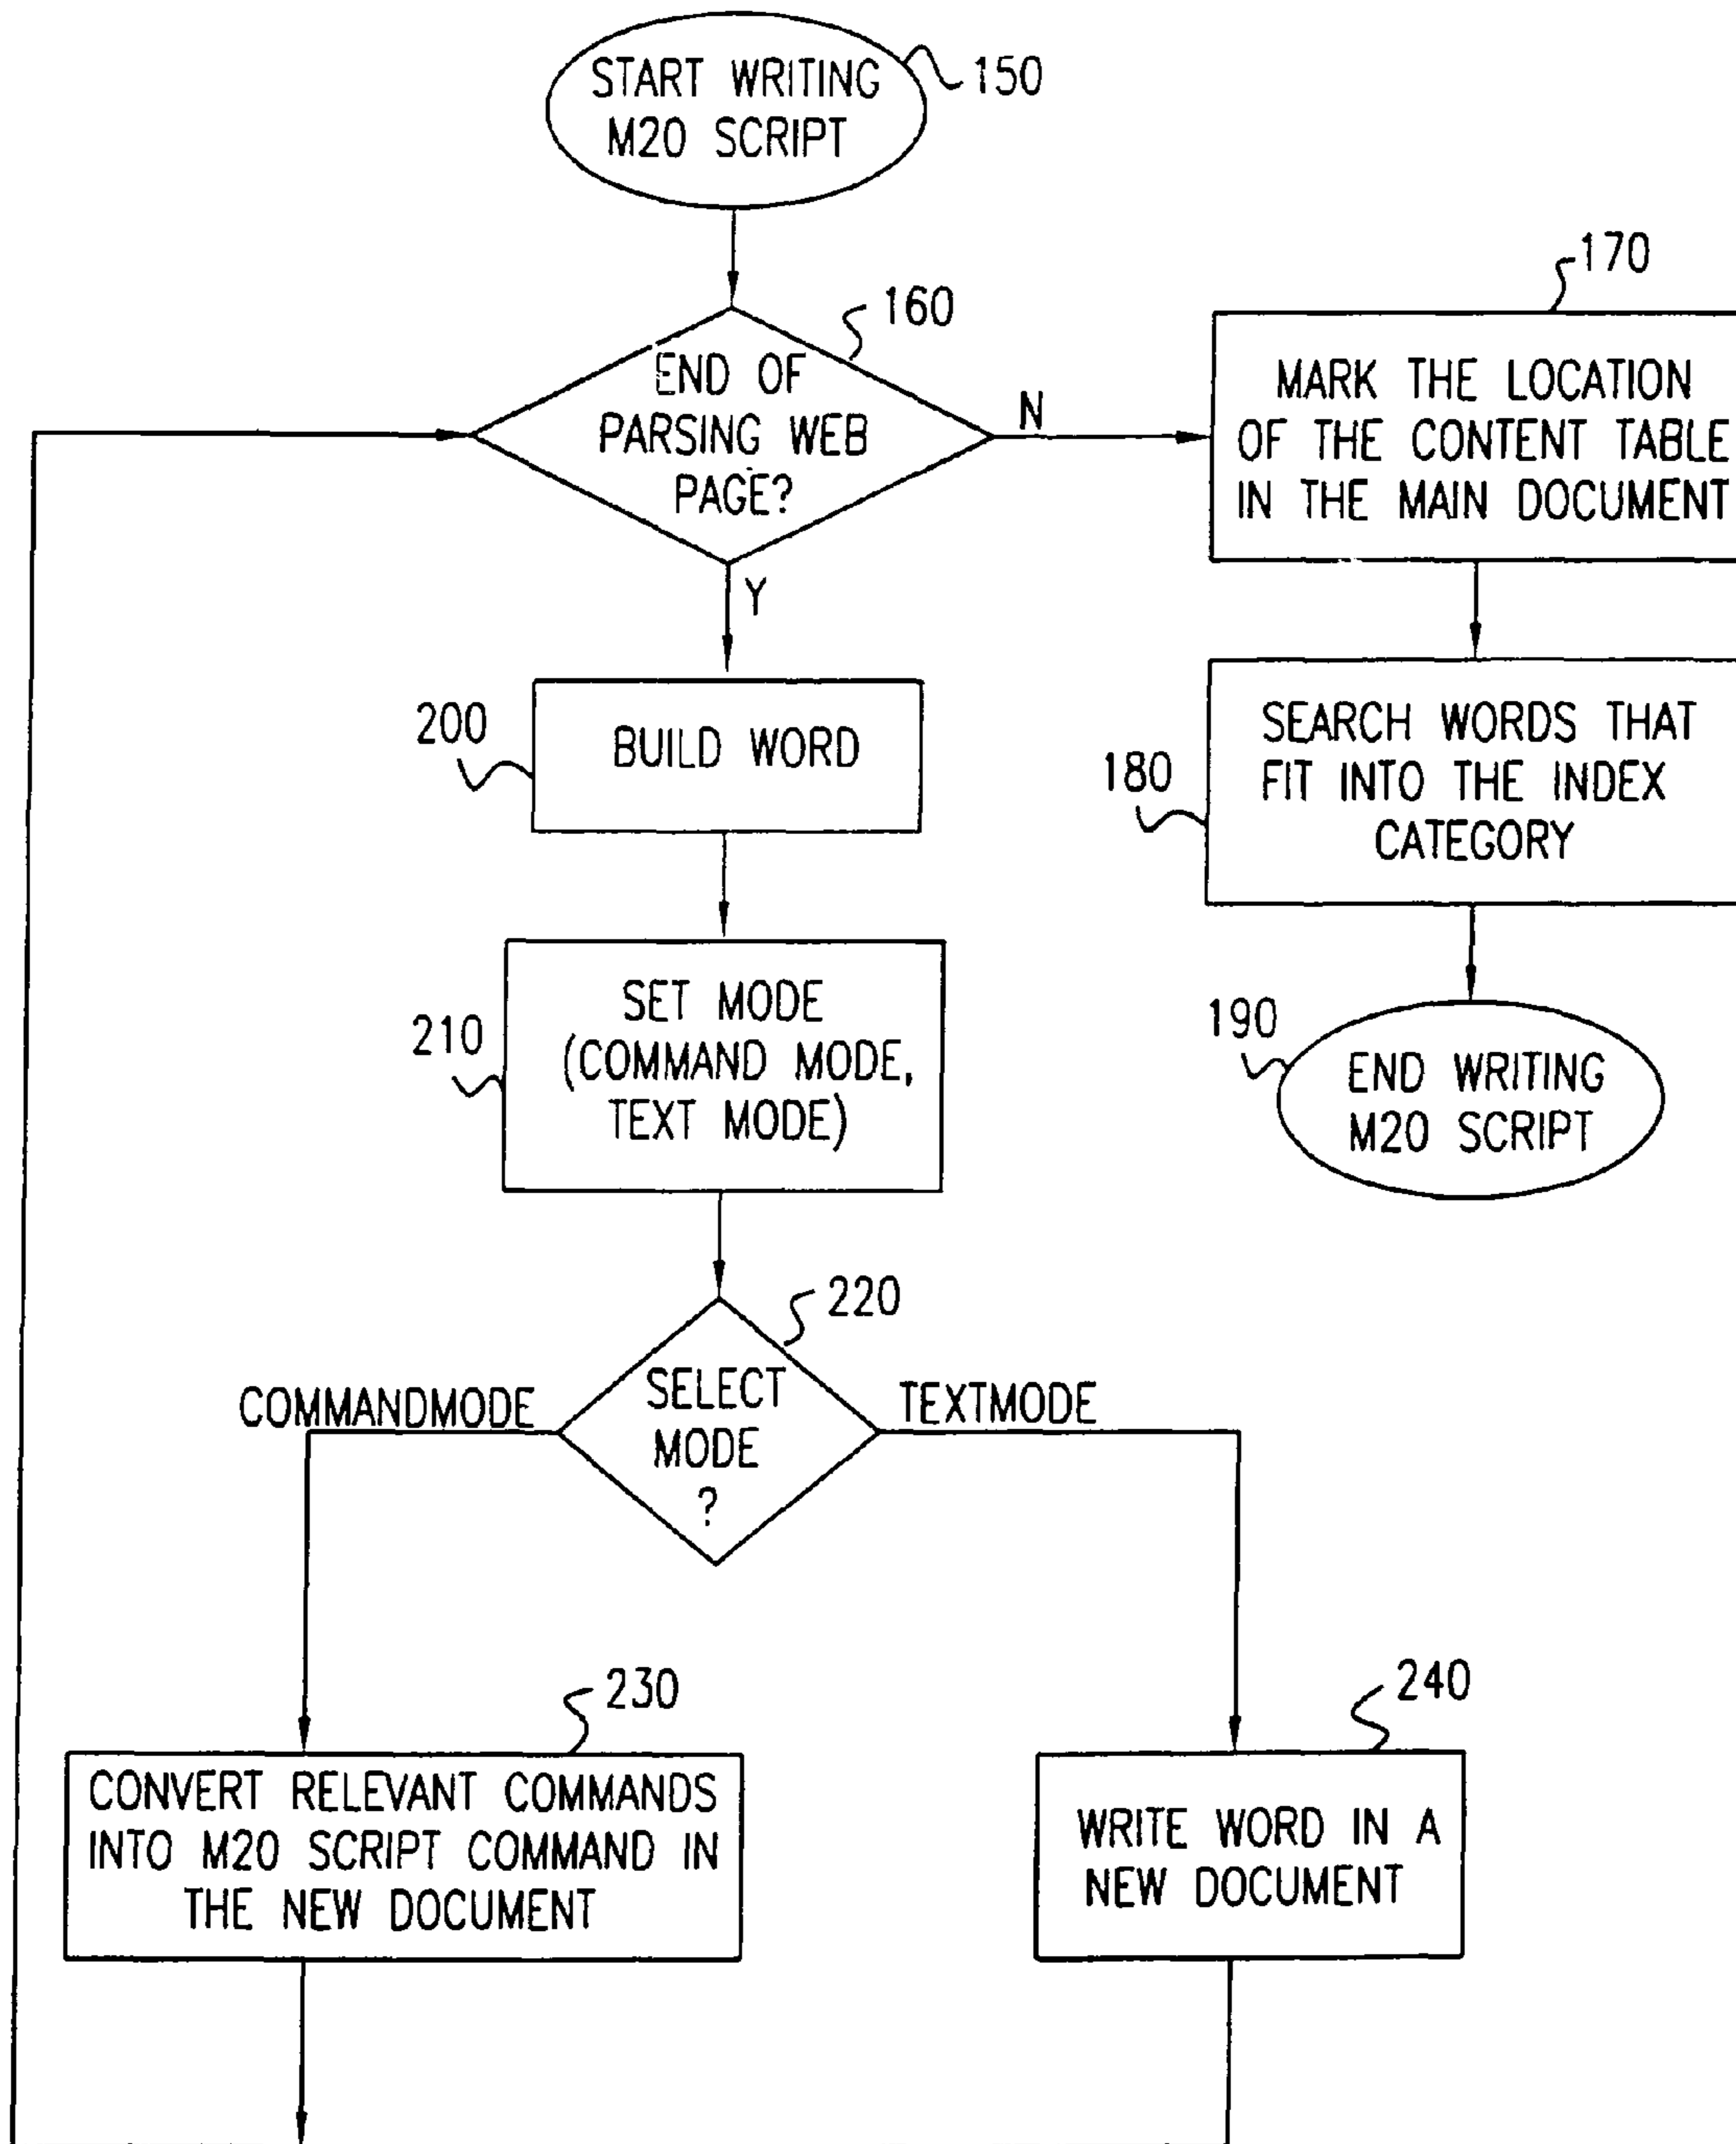 START WRITING
M20 SCRIPT
150
160
END OF
PARSING WEB
PAGE?
N
Y
170
MARK THE LOCATION
OF THE CONTENT TABLE
IN THE MAIN DOCUMENT
200
BUILD WORD
180
SEARCH WORDS THAT
FIT INTO THE INDEX
CATEGORY
210
SET MODE
(COMMAND MODE,
TEXT MODE)
190
END WRITING
M20 SCRIPT
220
SELECT
MODE
?
COMMANDMODE
TEXTMODE
230
CONVERT RELEVANT COMMANDS
INTO M20 SCRIPT COMMAND IN
THE NEW DOCUMENT
240
WRITE WORD IN A
NEW DOCUMENT